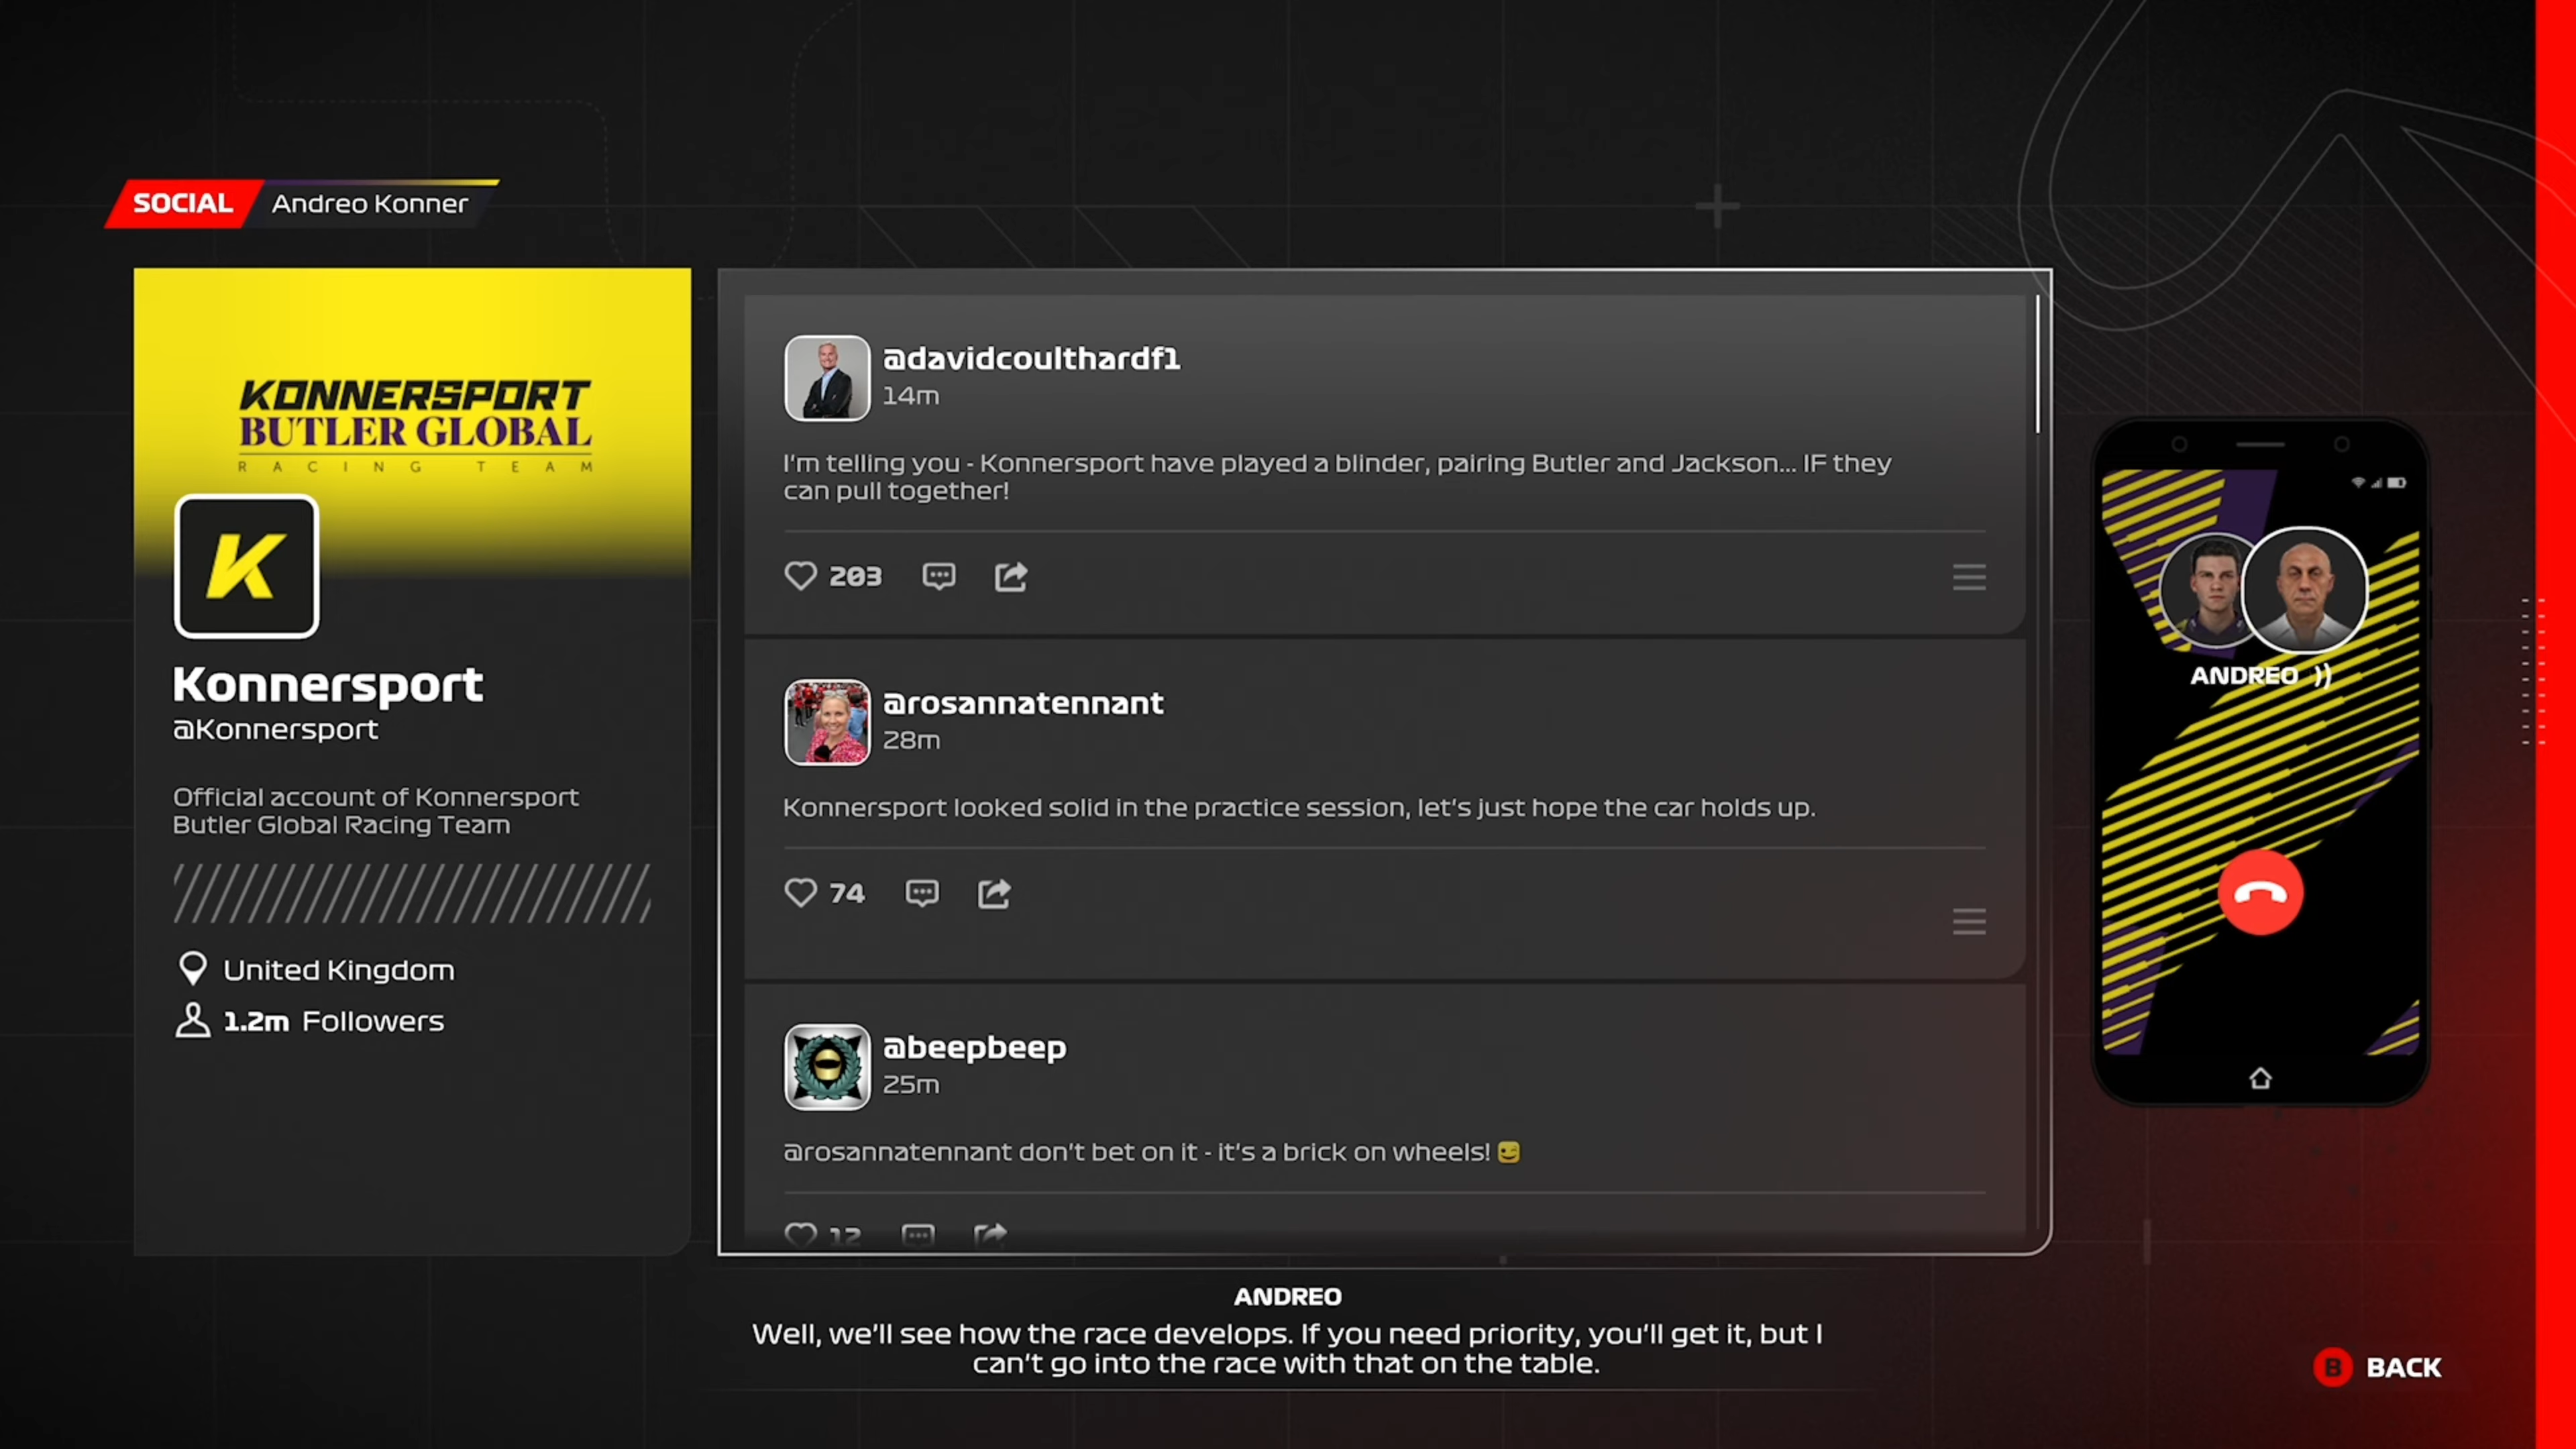 SOCIAL Andreo Konner
KONNERSPORT
BUTLER GLOBAL
RACING TEAM
K
Konnersport
@Konnersport
Official account of Konnersport
Butler Global Racing Team
United Kingdom
1.2m Followers
@davidcoulthardf1
14m
I'm telling you - Konnersport have played a blinder, pairing Butler and Jackson... IF they
can pull together!
203
@rosannatennant
28m
Konnersport looked solid in the practice session, let's just hope the car holds up.
74
@beepbeep
25m
@rosannatennant don't bet on it - it's a brick on wheels! 😉
12
ANDREO
ANDREO
Well, we'll see how the race develops. If you need priority, you'll get it, but I
can't go into the race with that on the table.
B BACK